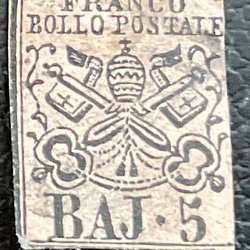 FRANCO
BOLLO POSTALE
BAJ · 5